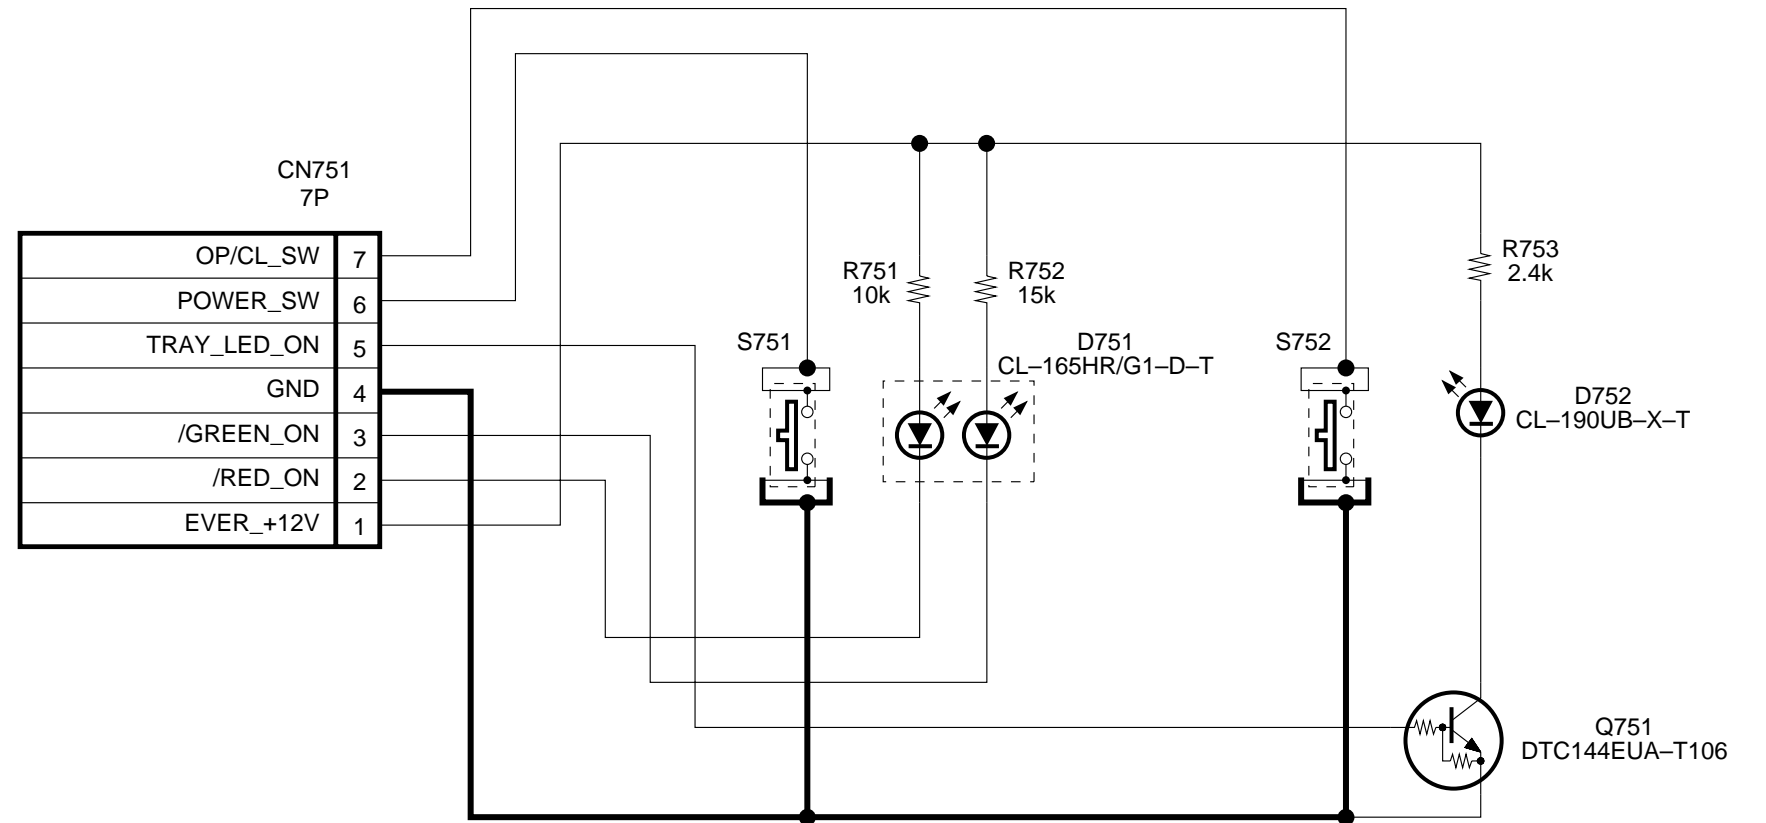 CN751
7P
OP/CL_SW 7
POWER_SW 6
TRAY_LED_ON 5
GND 4
/GREEN_ON 3
/RED_ON 2
EVER_+12V 1
R751
10k
R752
15k
R753
2.4k
S751
D751
CL–165HR/G1–D–T
S752
D752
CL–190UB–X–T
Q751
DTC144EUA–T106